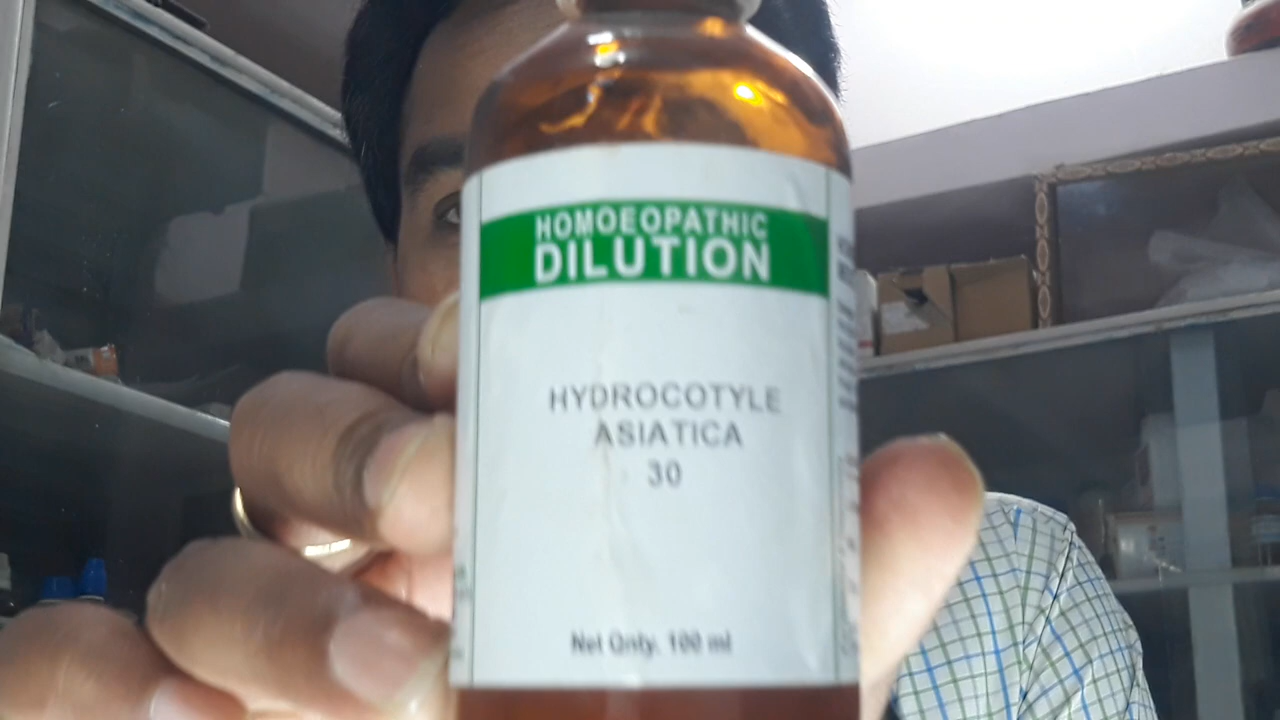 HOMOEOPATHIC
DILUTION
HYDROCOTYLE
ASIATICA
30
Net Qnty. 100 ml